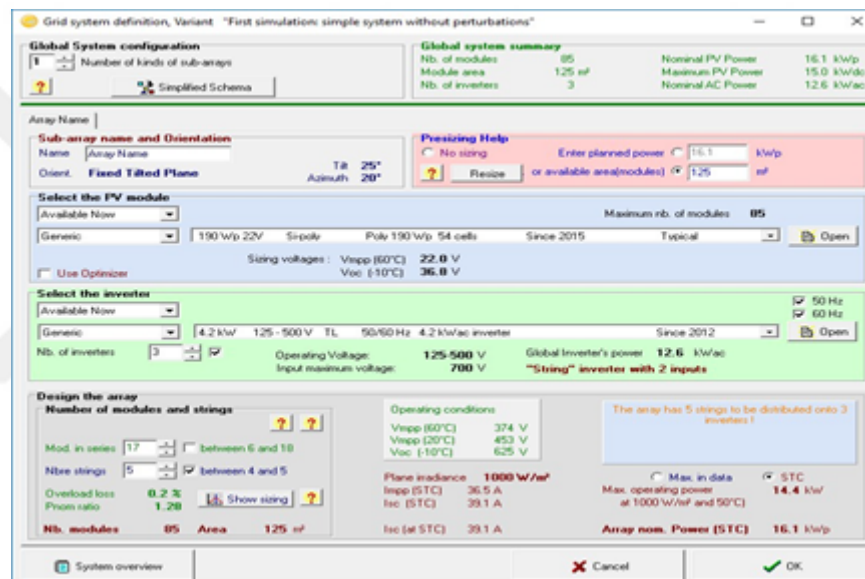 Grid system definition, Variant "First simulation: simple system without perturbations"
Global System configuration
1 Number of kinds of sub-arrays
? Simplified Schema
Global system summary
Nb. of modules 85 Nominal PV Power 16.1 kWp
Module area 125 m² Maximum PV Power 15.0 kWdc
Nb. of inverters 3 Nominal AC Power 12.6 kWac
Array Name
Sub-array name and Orientation
Name Array Name
Orient. Fixed Tilted Plane
Tilt 25°
Azimuth 20°
Presizing Help
No sizing Enter planned power 16.1 kWp
? Resize or available area(modules) 125 m²
Select the PV module
Available Now Maximum nb. of modules 85
Generic 190 Wp 22V Si-poly Poly 190 Wp 54 cells Since 2015 Typical Open
Sizing voltages : Vmpp (60°C) 22.0 V
Use Optimizer Voc (-10°C) 36.8 V
Select the inverter
Available Now 50 Hz
60 Hz
Generic 4.2 kW 125 - 500 V TL 50/60 Hz 4.2 kWac inverter Since 2012 Open
Nb. of inverters 3 Operating Voltage: 125-500 V Global Inverter's power 12.6 kWac
Input maximum voltage: 700 V "String" inverter with 2 inputs
Design the array
Number of modules and strings
? ?
Mod. in series 17 between 6 and 18
Nbre strings 5 between 4 and 5
Overload loss 0.2 %
Pnom ratio 1.28
Show sizing ?
Nb. modules 85 Area 125 m²
Operating conditions
Vmpp (60°C) 374 V
Vmpp (20°C) 453 V
Voc (-10°C) 625 V
Plane irradiance 1000 W/m²
Impp (STC) 36.5 A
Isc (STC) 39.1 A
Isc (at STC) 39.1 A
The array has 5 strings to be distributed onto 3
inverters !
Max. in data STC
Max. operating power 14.4 kW
at 1000 W/m² and 50°C)
Array nom. Power (STC) 16.1 kWp
System overview Cancel OK